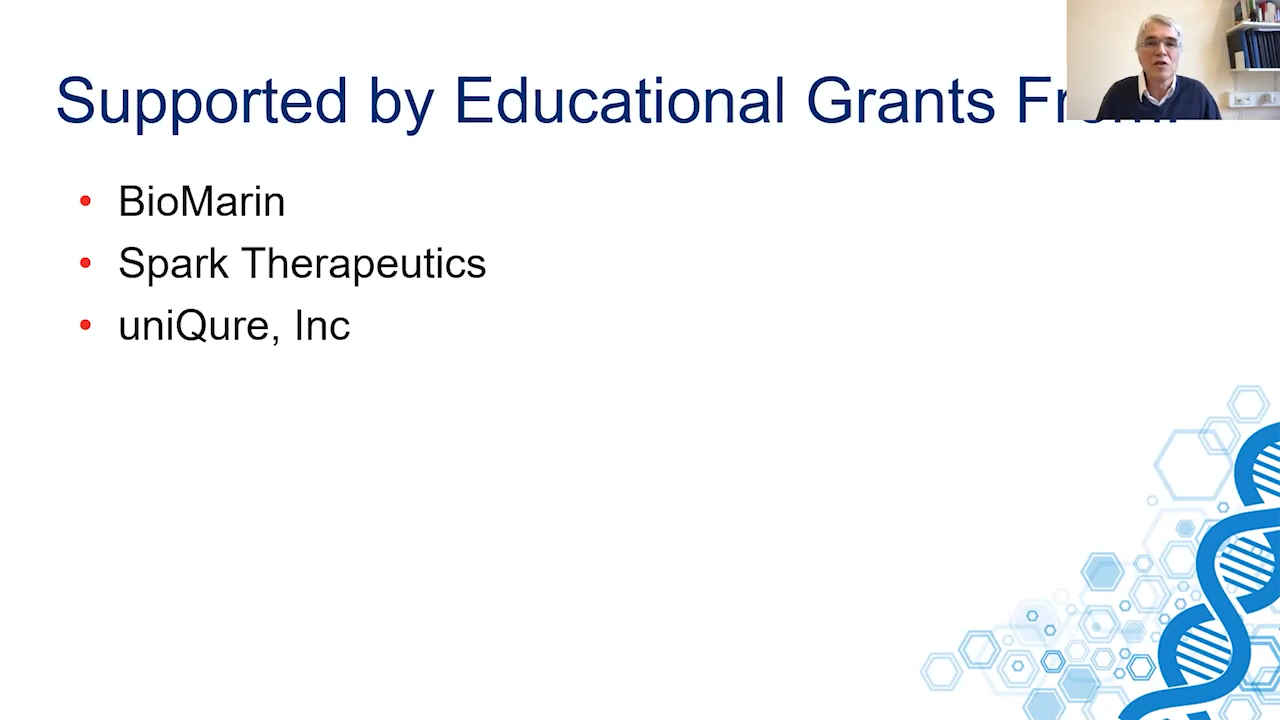 Supported by Educational Grants From:
• BioMarin
• Spark Therapeutics
• uniQure, Inc